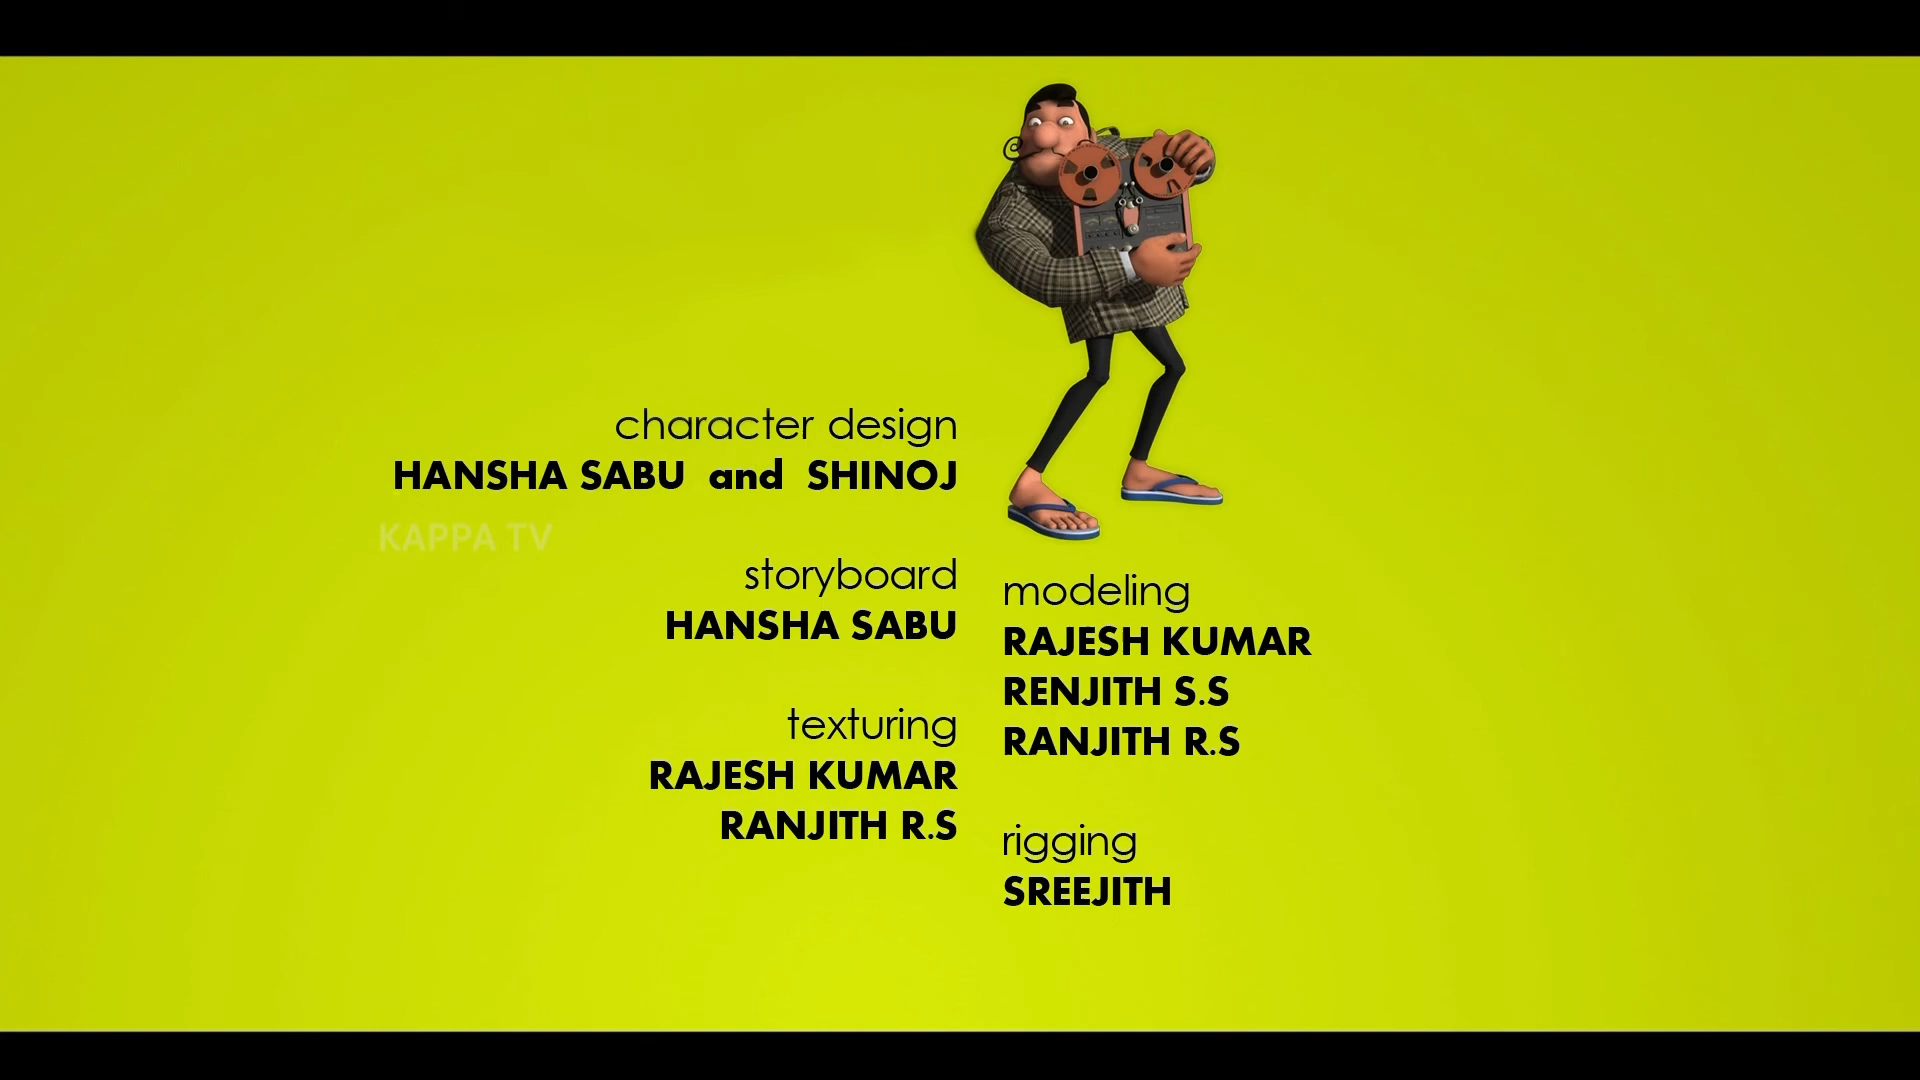 character design
HANSHA SABU and SHINOJ
KAPPA TV
storyboard
HANSHA SABU
texturing
RAJESH KUMAR
RANJITH R.S
modeling
RAJESH KUMAR
RENJITH S.S
RANJITH R.S
rigging
SREEJITH